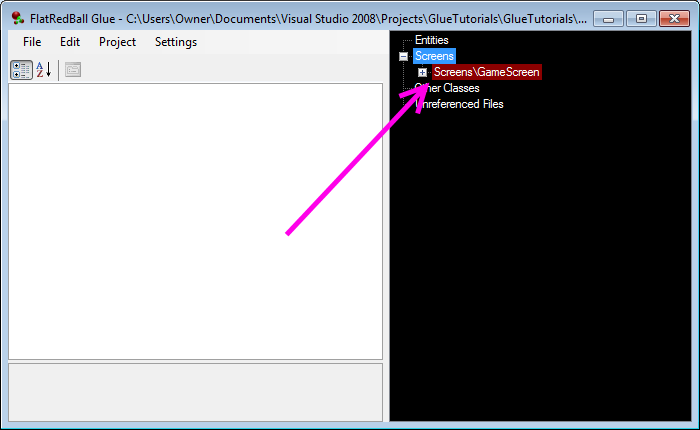 FlatRedBall Glue - C:\Users\Owner\Documents\Visual Studio 2008\Projects\GlueTutorials\GlueTutorials\...
File Edit Project Settings
Entities
Screens
Screens\GameScreen
Other Classes
Unreferenced Files